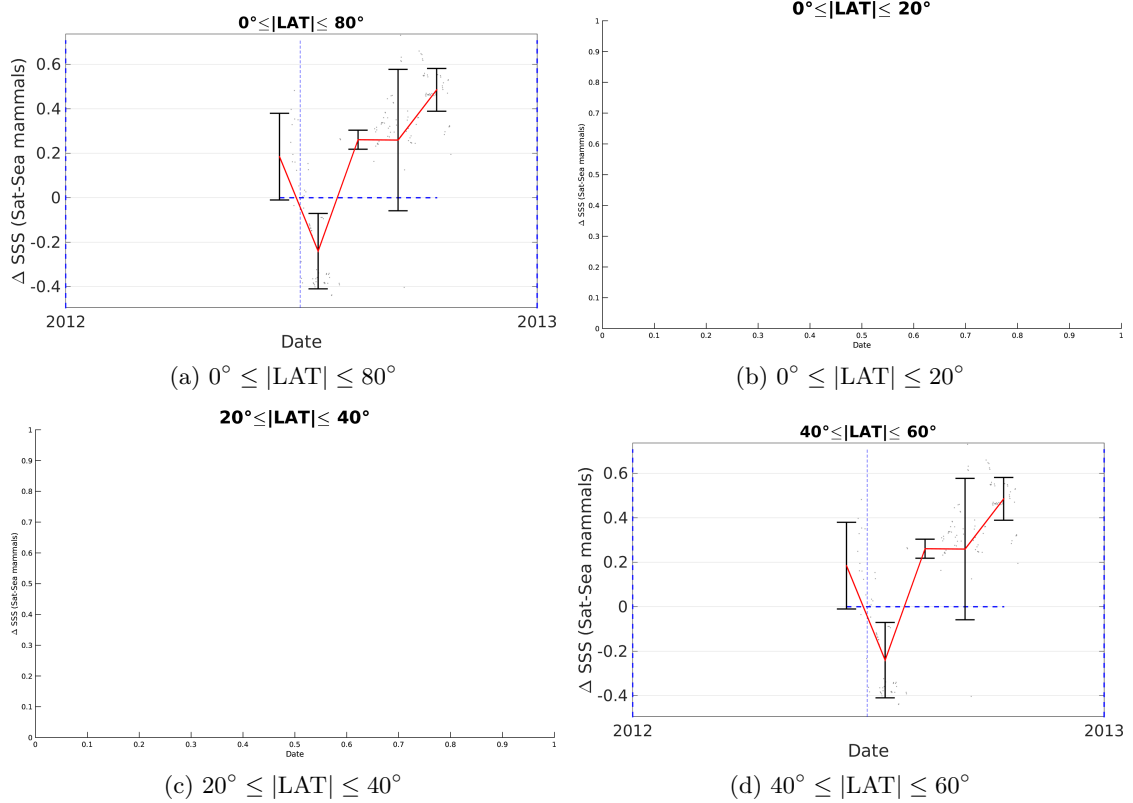 0°≤|LAT|≤ 80°
Δ SSS (Sat-Sea mammals)
0.6
0.4
0.2
0
-0.2
-0.4
2012
2013
Date
(a) 0° ≤ |LAT| ≤ 80°
0°≤|LAT|≤ 20°
Δ SSS (Sat-Sea mammals)
1
0.9
0.8
0.7
0.6
0.5
0.4
0.3
0.2
0.1
0
0 0.1 0.2 0.3 0.4 0.5 0.6 0.7 0.8 0.9 1
Date
(b) 0° ≤ |LAT| ≤ 20°
20°≤|LAT|≤ 40°
Δ SSS (Sat-Sea mammals)
1
0.9
0.8
0.7
0.6
0.5
0.4
0.3
0.2
0.1
0
0 0.1 0.2 0.3 0.4 0.5 0.6 0.7 0.8 0.9 1
Date
(c) 20° ≤ |LAT| ≤ 40°
40°≤|LAT|≤ 60°
Δ SSS (Sat-Sea mammals)
0.6
0.4
0.2
0
-0.2
-0.4
2012
2013
Date
(d) 40° ≤ |LAT| ≤ 60°